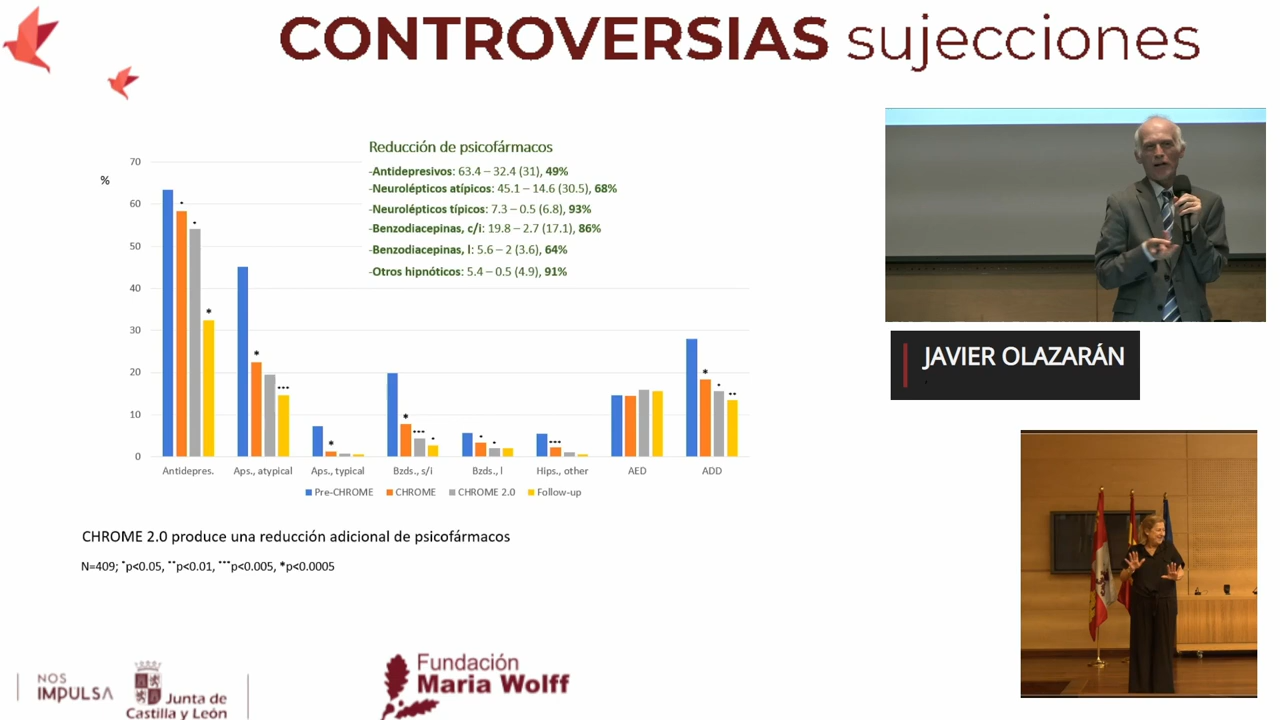 CONTROVERSIAS sujecciones
Reducción de psicofármacos
-Antidepresivos: 63.4 – 32.4 (31), 49%
-Neurolépticos atípicos: 45.1 - 14.6 (30.5), 68%
-Neurolépticos típicos: 7.3 – 0.5 (6.8), 93%
-Benzodiacepinas, c/i: 19.8 – 2.7 (17.1), 86%
-Benzodiacepinas, l: 5.6 – 2 (3.6), 64%
-Otros hipnóticos: 5.4 – 0.5 (4.9), 91%
%
70
60
50
40
30
20
10
0
Antidepres. Aps., atypical Aps., typical Bzds., s/i Bzds., l Hips., other AED ADD
Pre-CHROME CHROME CHROME 2.0 Follow-up
CHROME 2.0 produce una reducción adicional de psicofármacos
N=409; *p<0.05, **p<0.01, ***p<0.005, *p<0.0005
JAVIER OLAZARÁN
NOS
IMPULSA
Junta de
Castilla y León
Fundación
Maria Wolff